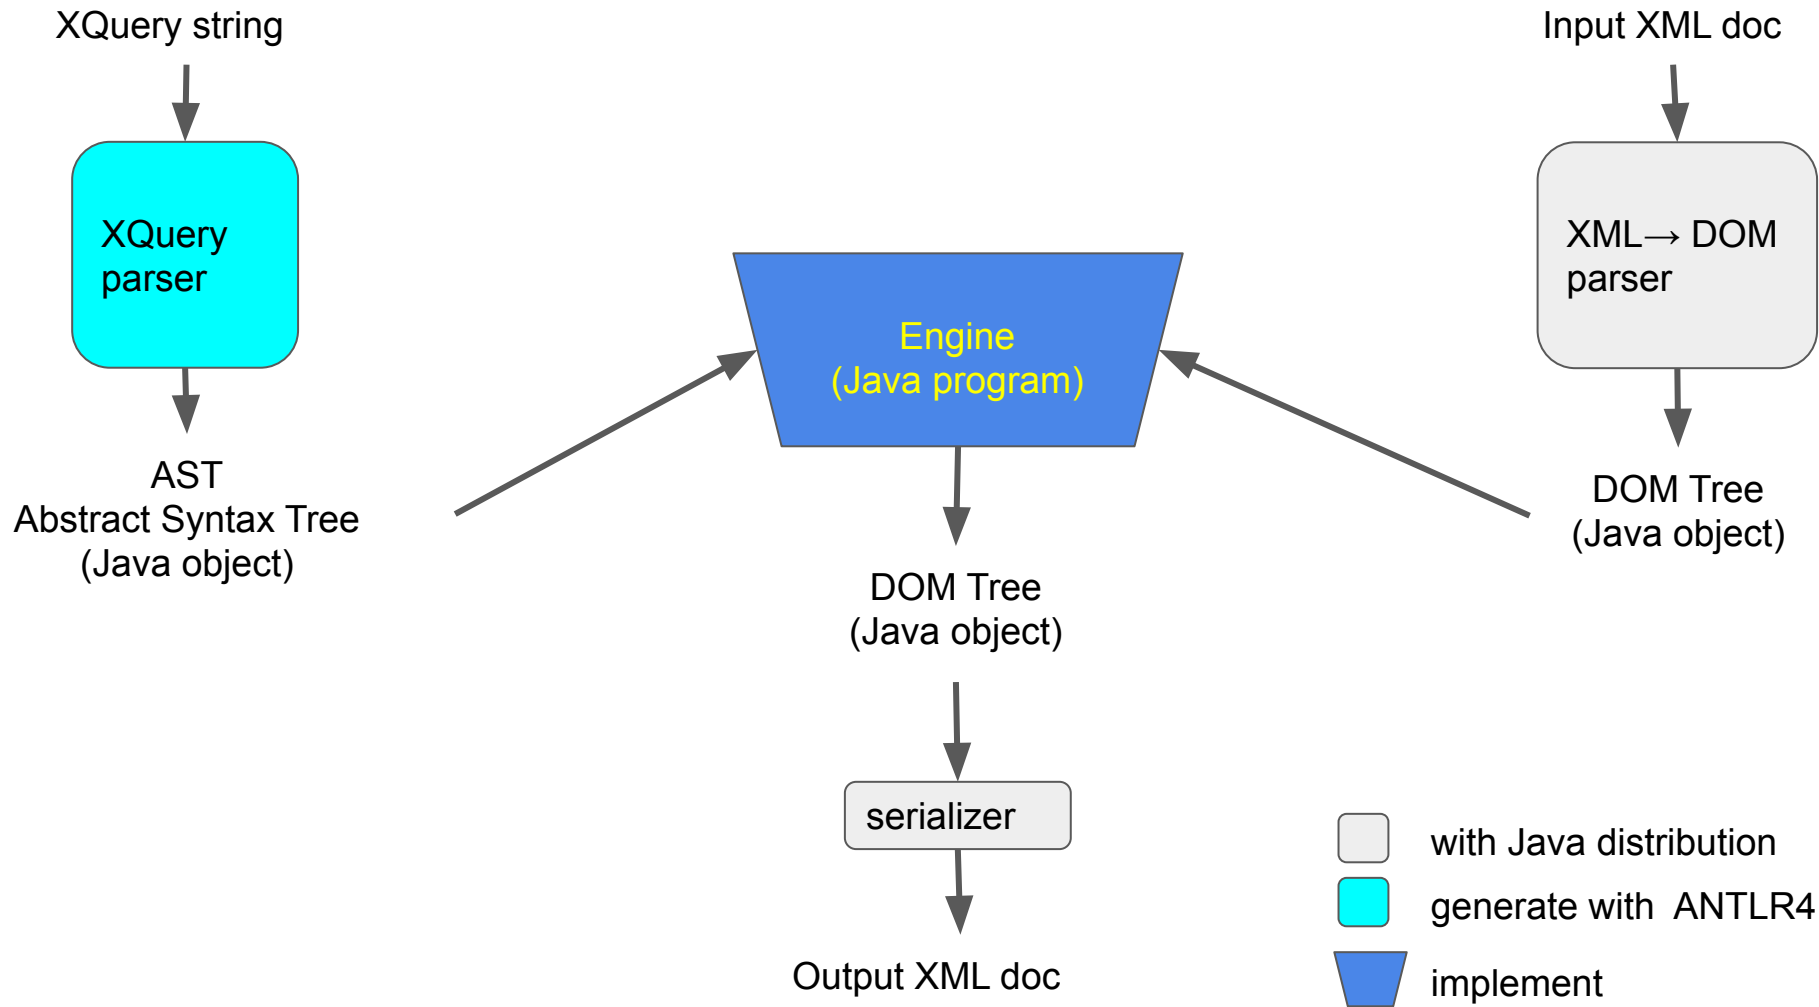 XQuery string
Input XML doc
XQuery
parser
XML→ DOM
parser
Engine
(Java program)
AST
Abstract Syntax Tree
(Java object)
DOM Tree
(Java object)
DOM Tree
(Java object)
serializer
Output XML doc
with Java distribution
generate with  ANTLR4
implement